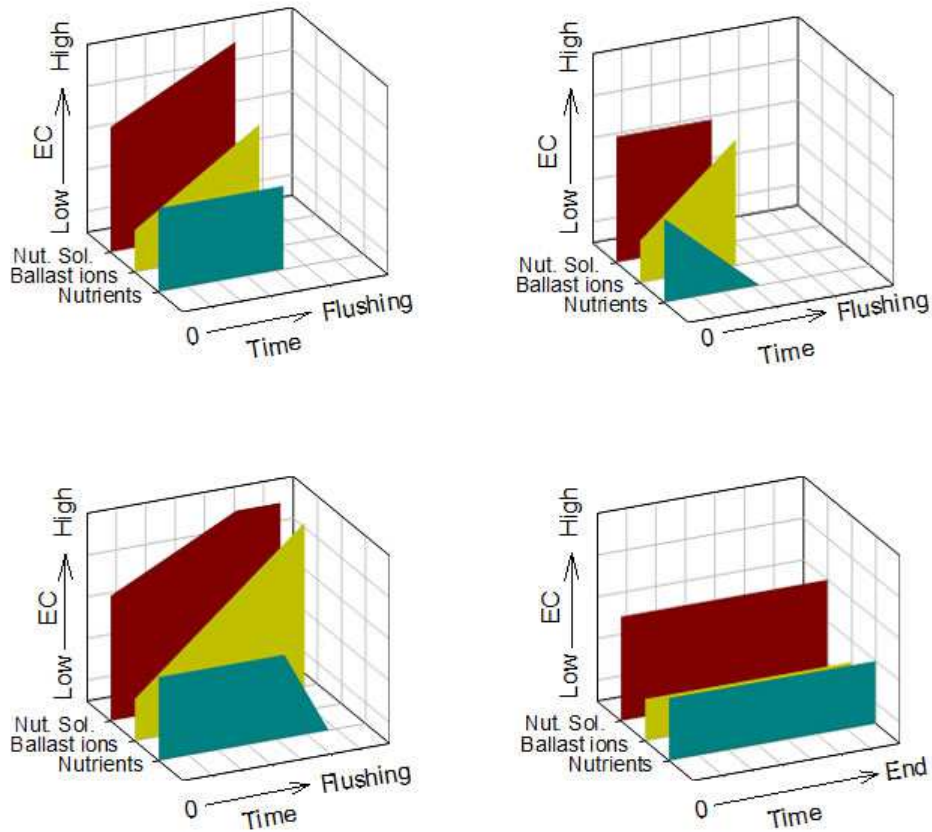 High
EC
Low
Nut. Sol.
Ballast ions
Nutrients
0
Time
Flushing
High
EC
Low
Nut. Sol.
Ballast ions
Nutrients
0
Time
Flushing
High
EC
Low
Nut. Sol.
Ballast ions
Nutrients
0
Time
Flushing
High
EC
Low
Nut. Sol.
Ballast ions
Nutrients
0
Time
End